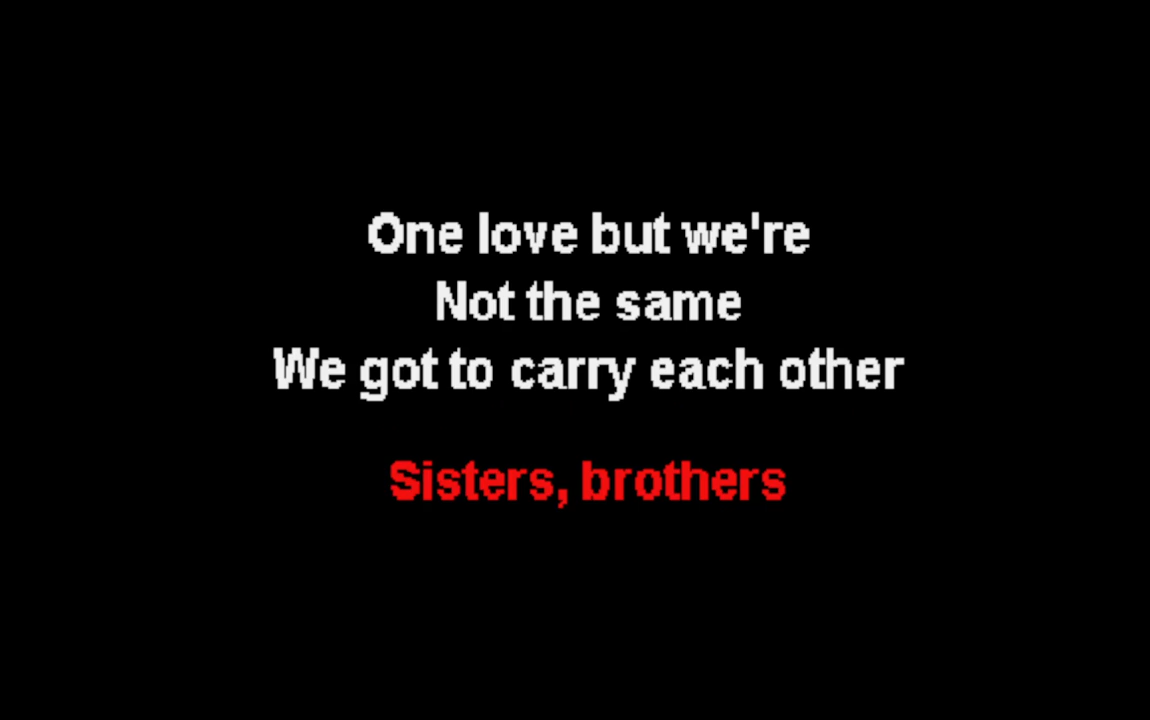 One love but we're
Not the same
We got to carry each other
Sisters, brothers